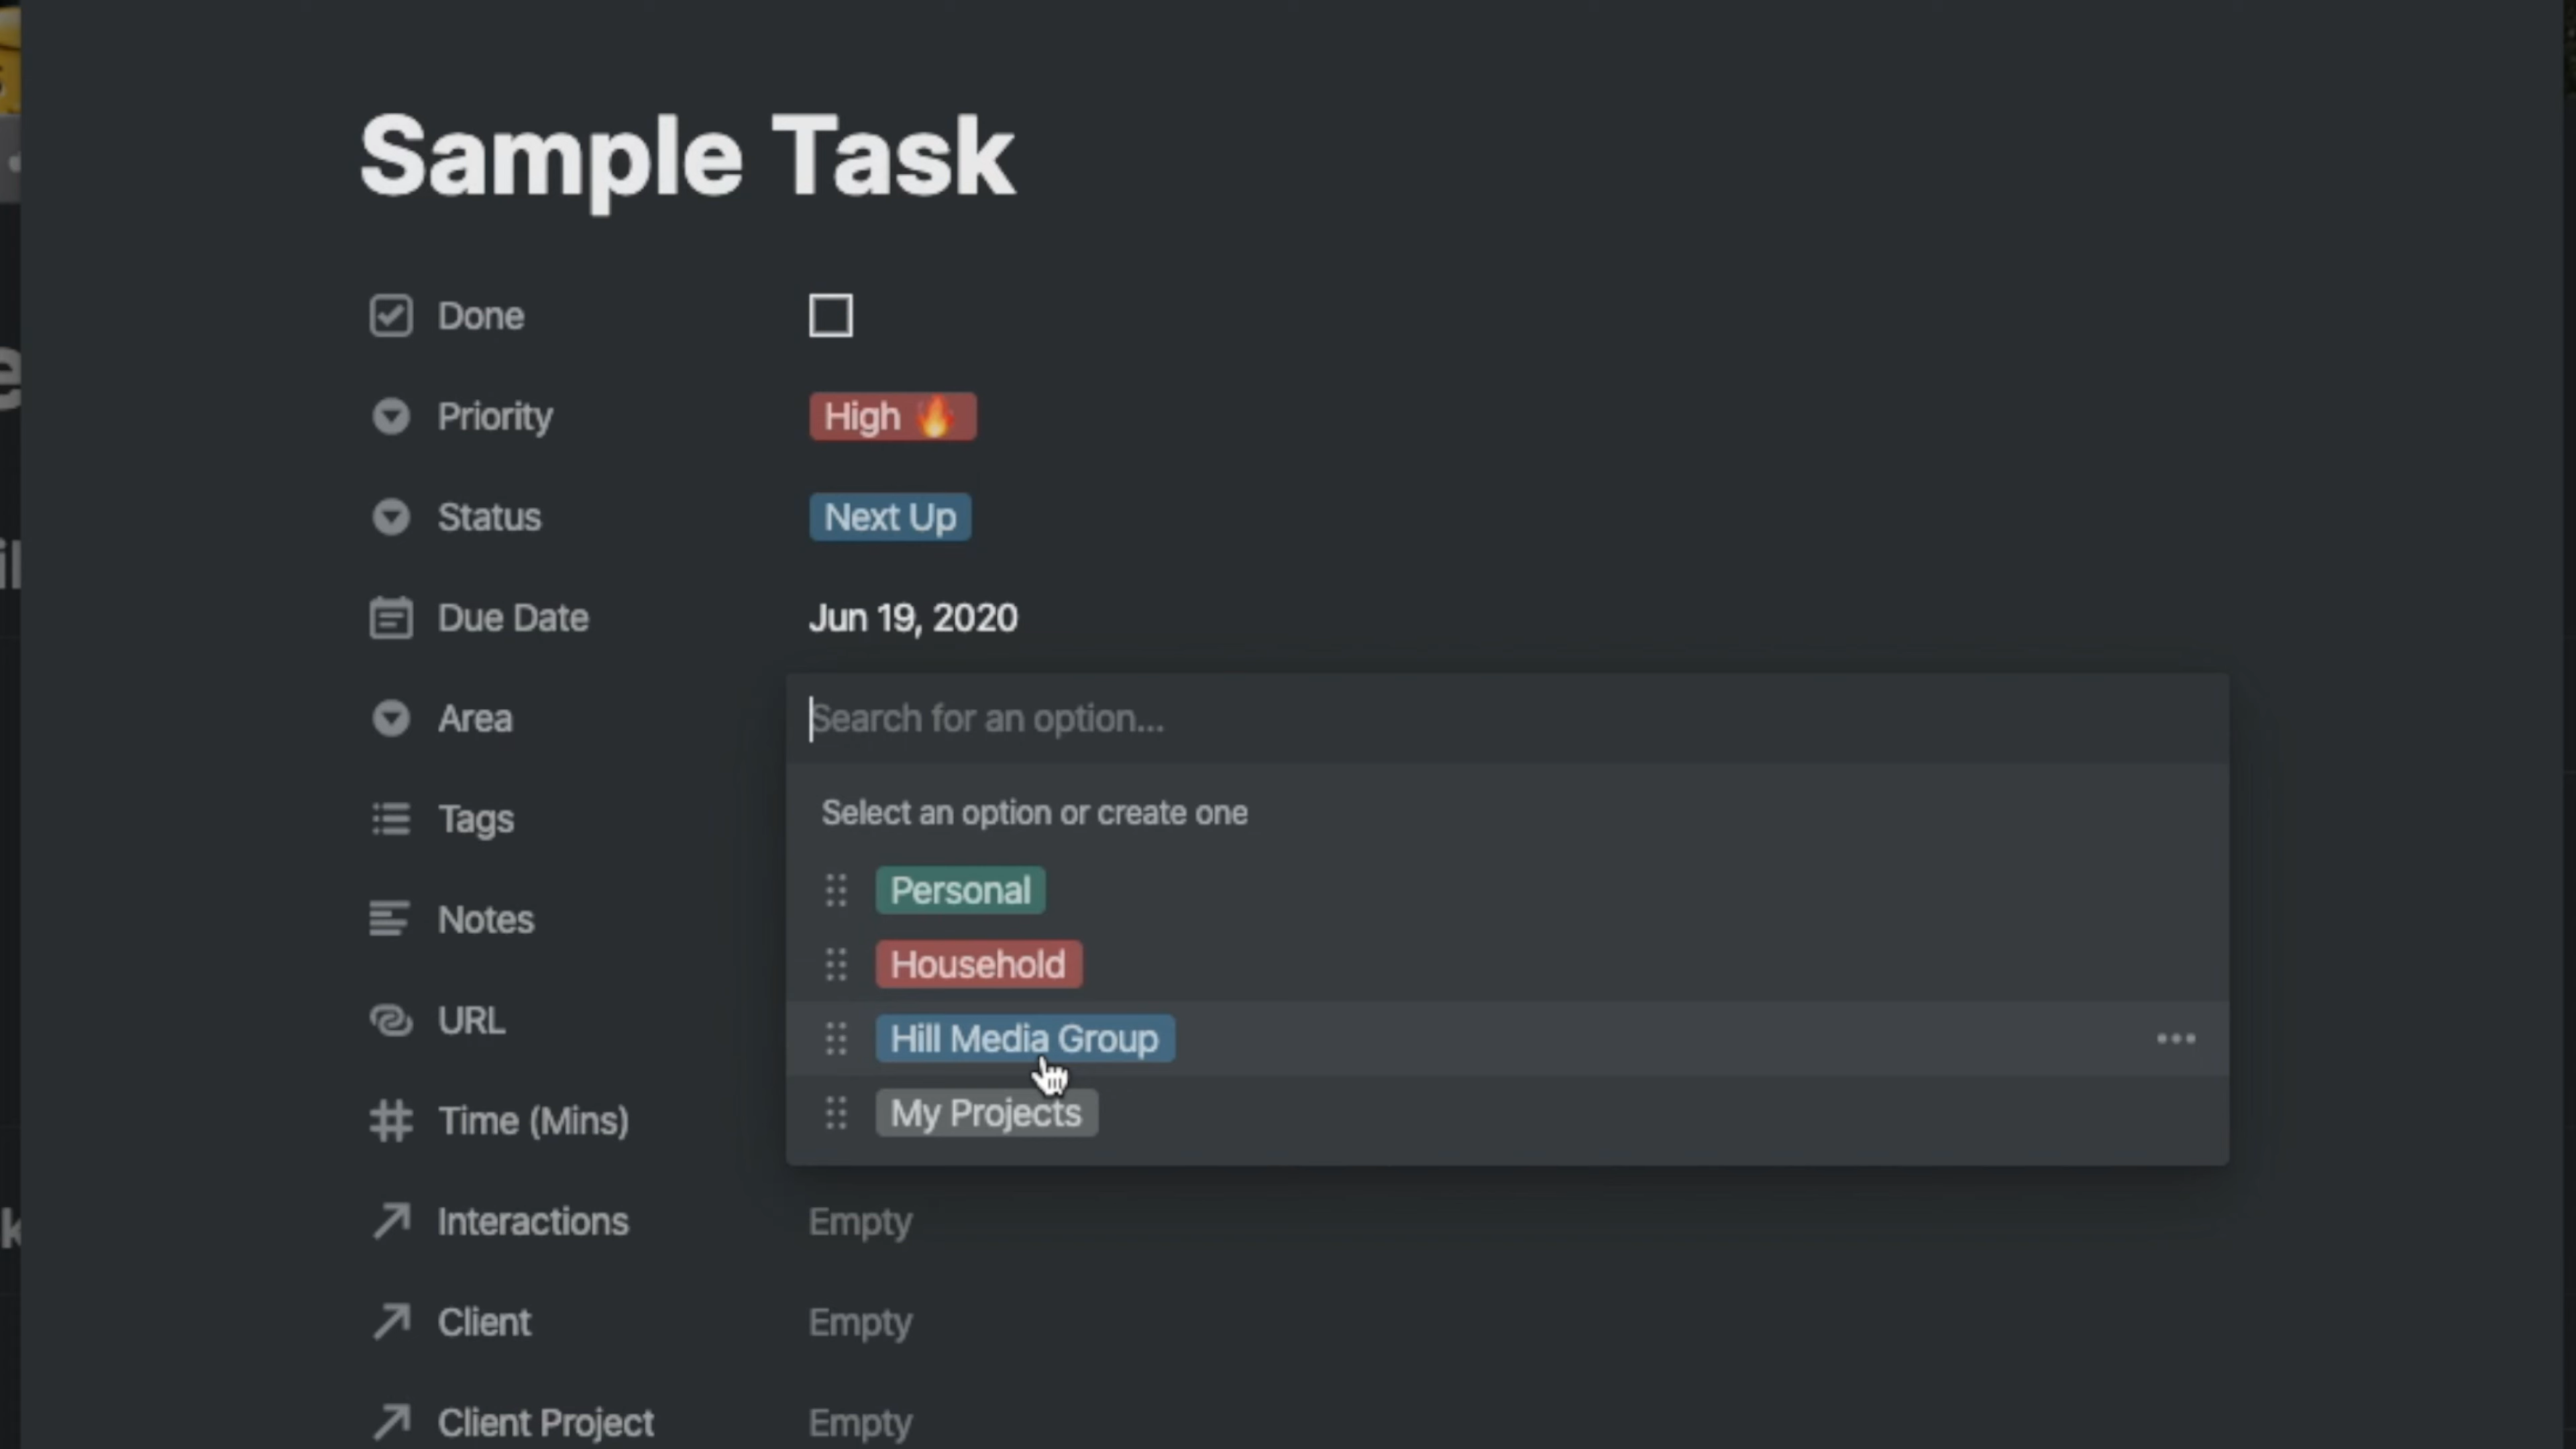 Sample Task
Done
Priority High 🔥
Status Next Up
Due Date Jun 19, 2020
Area Search for an option...
Select an option or create one
Tags
Personal
Notes
Household
URL
Hill Media Group
Time (Mins)
My Projects
Interactions Empty
Client Empty
Client Project Empty